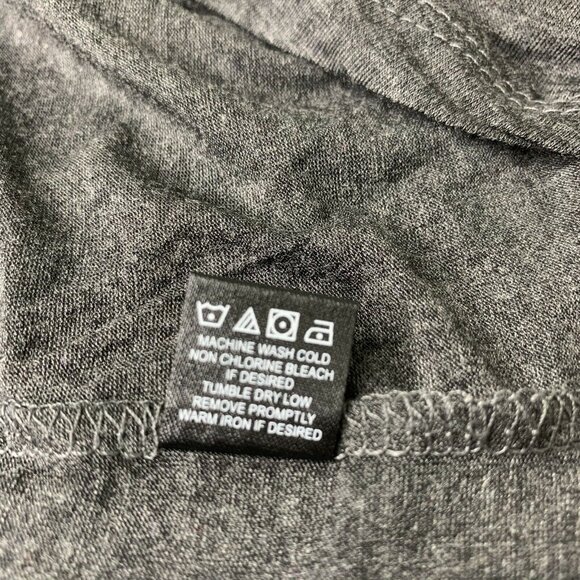 MACHINE WASH COLD
NON CHLORINE BLEACH
IF DESIRED
TUMBLE DRY LOW
REMOVE PROMPTLY
WARM IRON IF DESIRED